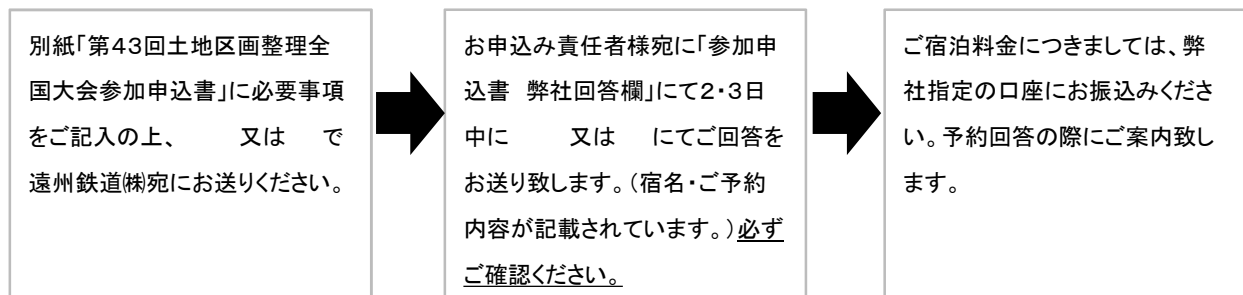 別紙「第43回土地区画整理全
国大会参加申込書」に必要事項
をご記入の上、　　又は　で
遠州鉄道㈱宛にお送りください。
お申込み責任者様宛に「参加申
込書　弊社回答欄」にて2・3日
中に　　又は　にてご回答を
お送り致します。（宿名・ご予約
内容が記載されています。）必ず
ご確認ください。
ご宿泊料金につきましては、弊
社指定の口座にお振込みくださ
い。予約回答の際にご案内致し
ます。